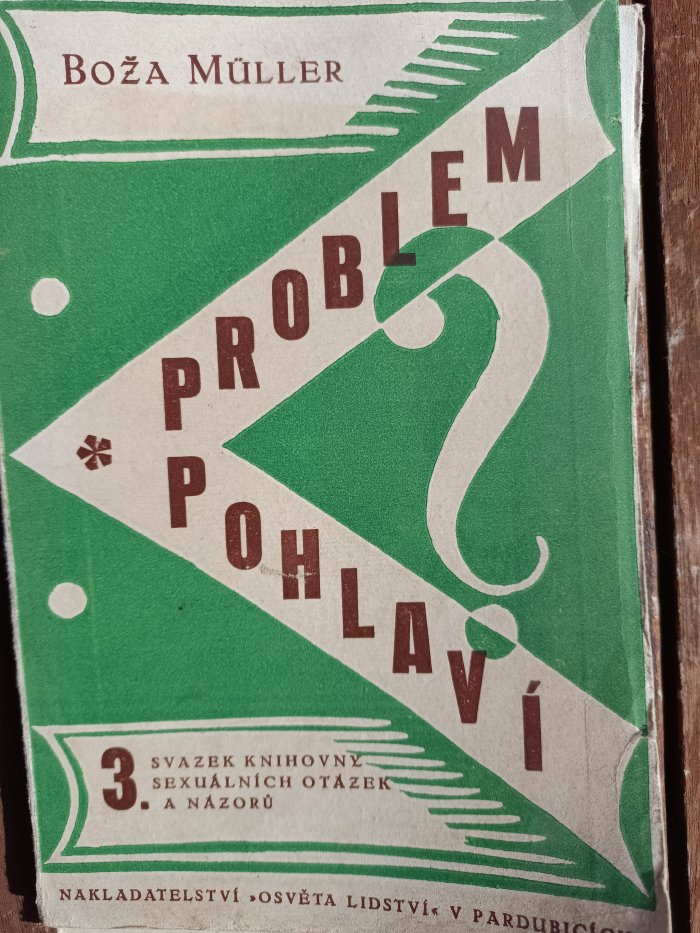 BOŽA MÜLLER
PROBLEM
* POHLAVÍ
3. SVAZEK KNIHOVNY
SEXUÁLNÍCH OTÁZEK
A NÁZORŮ
NAKLADATELSTVÍ »OSVĚTA LIDSTVÍ« V PARDUBICÍCH